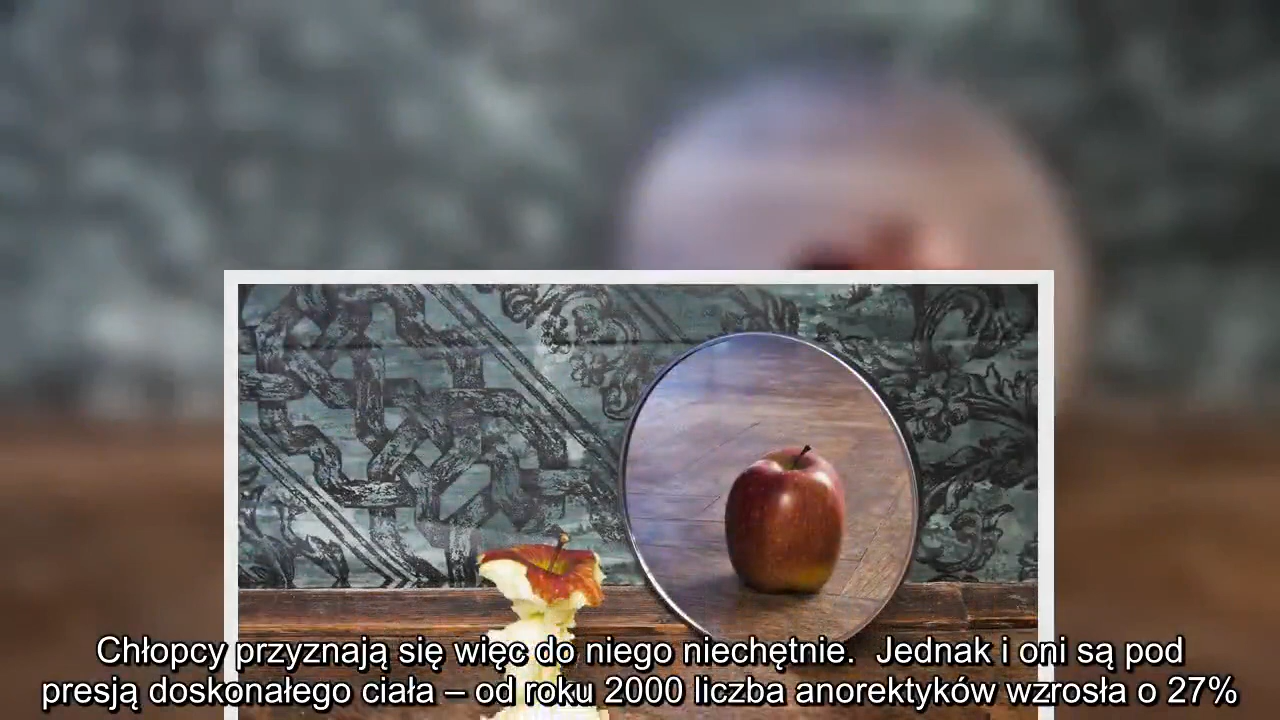 Chłopcy przyznają się więc do niego niechętnie.  Jednak i oni są pod
presją doskonałego ciała – od roku 2000 liczba anorektyków wzrosła o 27%